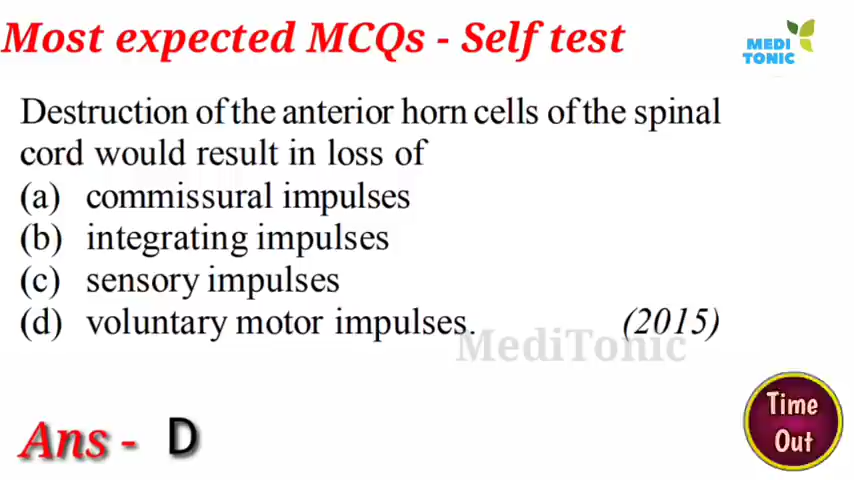 Most expected MCQs - Self test
MEDI
TONIC
Destruction of the anterior horn cells of the spinal
cord would result in loss of
(a) commissural impulses
(b) integrating impulses
(c) sensory impulses
(d) voluntary motor impulses. (2015)
MediTonic
Time
Out
Ans - D